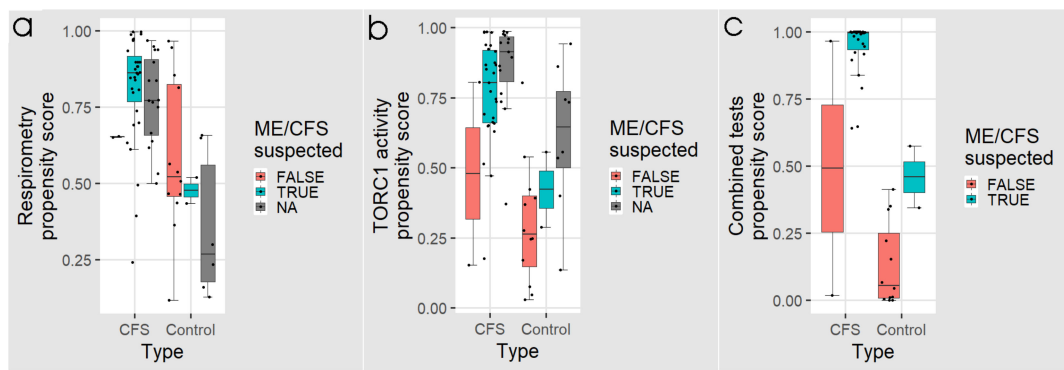 a
Respirometry
propensity score
1.00
0.75
0.50
0.25
CFS Control
Type
ME/CFS
suspected
FALSE
TRUE
NA
b
TORC1 activity
propensity score
1.00
0.75
0.50
0.25
0.00
CFS Control
Type
ME/CFS
suspected
FALSE
TRUE
NA
c
Combined tests
propensity score
1.00
0.75
0.50
0.25
0.00
CFS Control
Type
ME/CFS
suspected
FALSE
TRUE